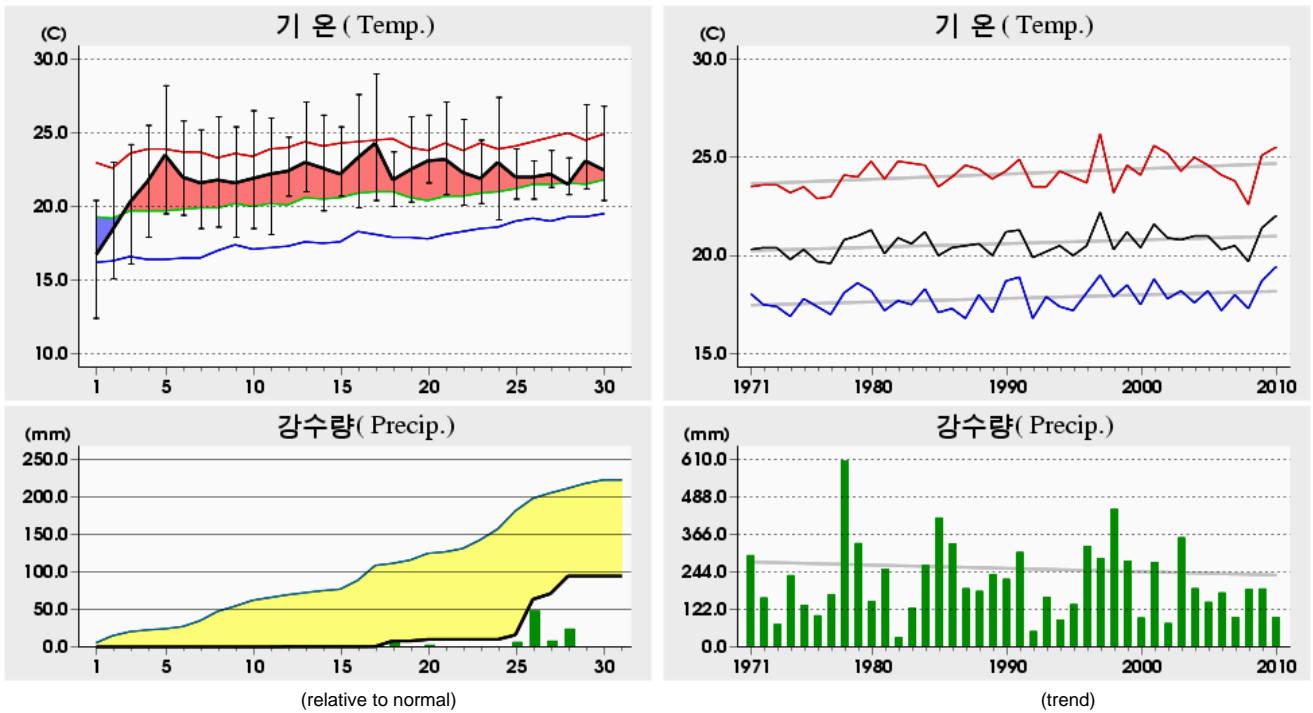 기 온 ( Temp.)
(C)
30.0
25.0
20.0
15.0
10.0
1 5 10 15 20 25 30
기 온 ( Temp.)
(C)
30.0
25.0
20.0
15.0
1971 1980 1990 2000 2010
강수량( Precip.)
(mm)
250.0
200.0
150.0
100.0
50.0
0.0
1 5 10 15 20 25 30
(relative to normal)
강수량( Precip.)
(mm)
610.0
488.0
366.0
244.0
122.0
0.0
1971 1980 1990 2000 2010
(trend)